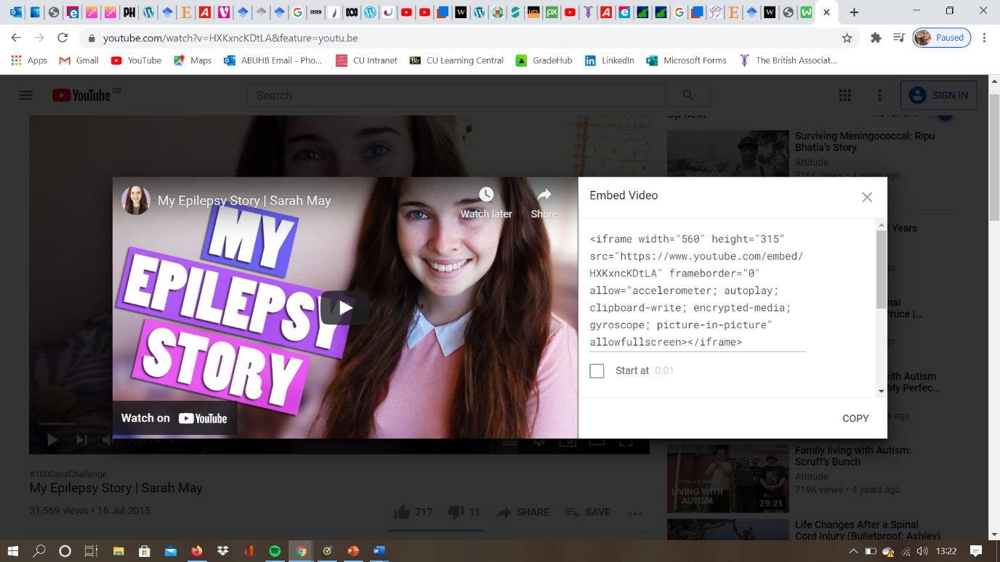 youtube.com/watch?v=HXKxncKDtLA&feature=youtu.be
Paused
Apps
Gmail
YouTube
Maps
ABUHB Email - Pho...
CU Intranet
CU Learning Central
GradeHub
LinkedIn
Microsoft Forms
The British Associat...
YouTube GB
Search
SIGN IN
Up next
Surviving Meningococcal: Ripu
Bhatia's Story
Attitude
316K views • 4 years ago
My Epilepsy Story | Sarah May
Watch later
Share
MY
EPILEPSY
STORY
Watch on YouTube
Embed Video
<iframe width="560" height="315"
src="https://www.youtube.com/embed/
HXKxncKDtLA" frameborder="0"
allow="accelerometer; autoplay;
clipboard-write; encrypted-media;
gyroscope; picture-in-picture"
allowfullscreen></iframe>
Start at 0:01
COPY
Years
ith Autism
My Perfec...
s ago
#100DaysChallenge
My Epilepsy Story | Sarah May
31,569 views • 16 Jul 2015
717
11
SHARE
SAVE
LIVING WITH
AUTISM
29:21
Family living with Autism:
Scruff's Bunch
Attitude
719K views • 4 years ago
Life Changes After a Spinal
Cord Injury (Bulletproof: Ashley)
13:22